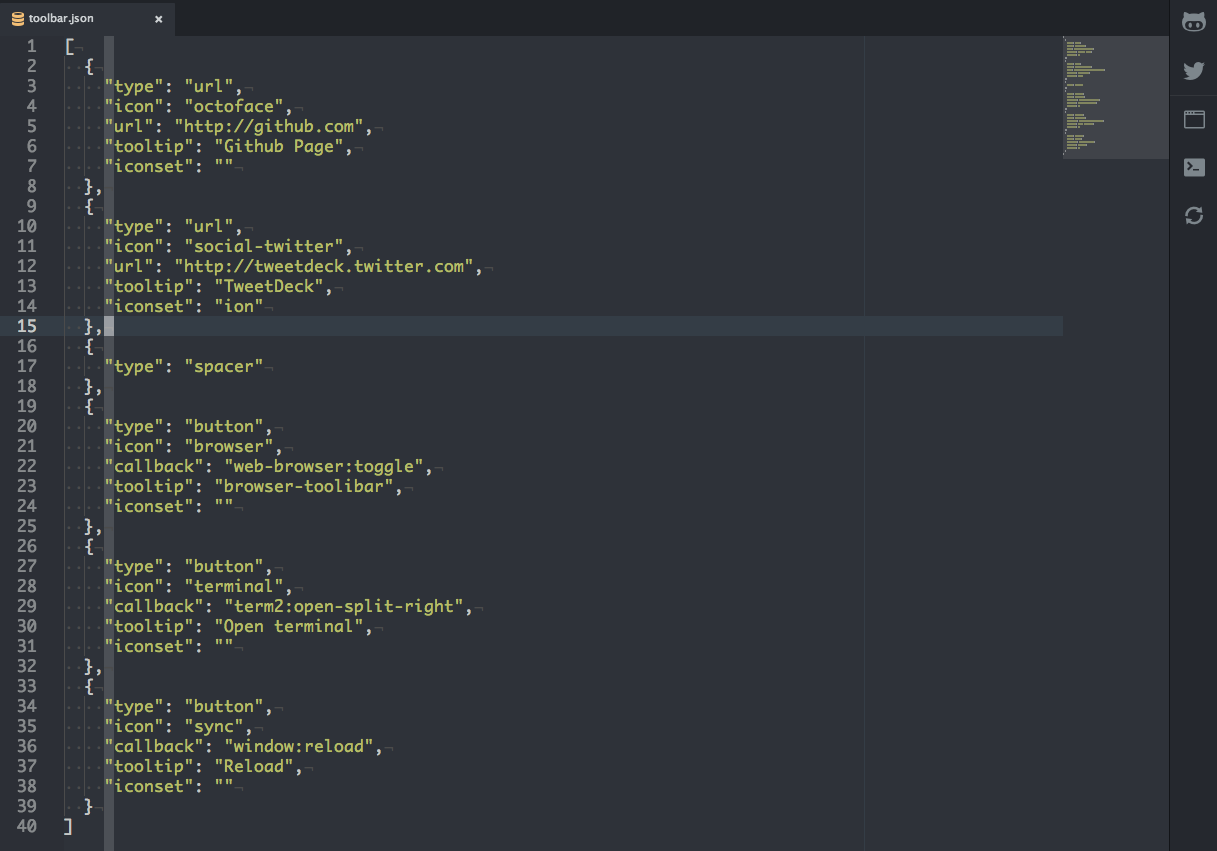 toolbar.json
1 [
2   {
3     "type": "url",
4     "icon": "octoface",
5     "url": "http://github.com",
6     "tooltip": "Github Page",
7     "iconset": ""
8   },
9   {
10     "type": "url",
11     "icon": "social-twitter",
12     "url": "http://tweetdeck.twitter.com",
13     "tooltip": "TweetDeck",
14     "iconset": "ion"
15   },
16   {
17     "type": "spacer"
18   },
19   {
20     "type": "button",
21     "icon": "browser",
22     "callback": "web-browser:toggle",
23     "tooltip": "browser-toolibar",
24     "iconset": ""
25   },
26   {
27     "type": "button",
28     "icon": "terminal",
29     "callback": "term2:open-split-right",
30     "tooltip": "Open terminal",
31     "iconset": ""
32   },
33   {
34     "type": "button",
35     "icon": "sync",
36     "callback": "window:reload",
37     "tooltip": "Reload",
38     "iconset": ""
39   }
40 ]